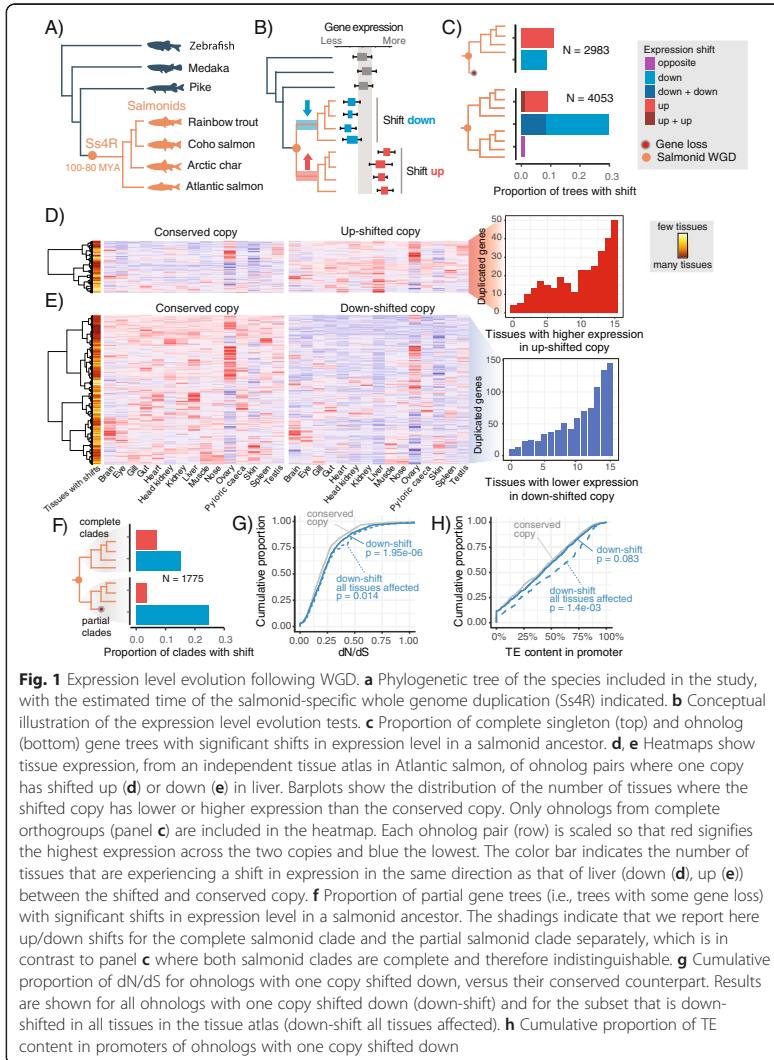 A)
Zebrafish
Medaka
Pike
Salmonids
Rainbow trout
Ss4R
Coho salmon
100-80 MYA
Arctic char
Atlantic salmon
B)
Gene expression
Less More
Shift down
Shift up
C)
N = 2983
N = 4053
0.0 0.1 0.2 0.3
Proportion of trees with shift
Expression shift
opposite
down
down + down
up
up + up
Gene loss
Salmonid WGD
D)
Conserved copy Up-shifted copy
50
40
30
20
10
0
Duplicated genes
0 5 10 15
Tissues with higher expression
in up-shifted copy
few tissues
many tissues
E)
Conserved copy Down-shifted copy
Tissues with shifts
Brain
Eye
Gill
Gut
Heart
Head kidney
Kidney
Liver
Muscle
Nose
Ovary
Pyloric caeca
Skin
Spleen
Testis
Brain
Eye
Gill
Gut
Heart
Head kidney
Kidney
Liver
Muscle
Nose
Ovary
Pyloric caeca
Skin
Spleen
Testis
150
100
50
0
Duplicated genes
0 5 10 15
Tissues with lower expression
in down-shifted copy
F)
complete
clades
N = 1775
partial
clades
0.0 0.1 0.2 0.3
Proportion of clades with shift
G)
Cumulative proportion
1.00
0.75
0.50
0.25
0.00
conserved
copy
down-shift
p = 1.95e-06
down-shift
all tissues affected
p = 0.014
0.00 0.25 0.50 0.75 1.00
dN/dS
H)
Cumulative proportion
1.00
0.75
0.50
0.25
0.00
conserved
copy
down-shift
p = 0.083
down-shift
all tissues affected
p = 1.4e-03
0% 25% 50% 75% 100%
TE content in promoter
Fig. 1 Expression level evolution following WGD. a Phylogenetic tree of the species included in the study,
with the estimated time of the salmonid-specific whole genome duplication (Ss4R) indicated. b Conceptual
illustration of the expression level evolution tests. c Proportion of complete singleton (top) and ohnolog
(bottom) gene trees with significant shifts in expression level in a salmonid ancestor. d, e Heatmaps show
tissue expression, from an independent tissue atlas in Atlantic salmon, of ohnolog pairs where one copy
has shifted up (d) or down (e) in liver. Barplots show the distribution of the number of tissues where the
shifted copy has lower or higher expression than the conserved copy. Only ohnologs from complete
orthogroups (panel c) are included in the heatmap. Each ohnolog pair (row) is scaled so that red signifies
the highest expression across the two copies and blue the lowest. The color bar indicates the number of
tissues that are experiencing a shift in expression in the same direction as that of liver (down (d), up (e))
between the shifted and conserved copy. f Proportion of partial gene trees (i.e., trees with some gene loss)
with significant shifts in expression level in a salmonid ancestor. The shadings indicate that we report here
up/down shifts for the complete salmonid clade and the partial salmonid clade separately, which is in
contrast to panel c where both salmonid clades are complete and therefore indistinguishable. g Cumulative
proportion of dN/dS for ohnologs with one copy shifted down, versus their conserved counterpart. Results
are shown for all ohnologs with one copy shifted down (down-shift) and for the subset that is down-
shifted in all tissues in the tissue atlas (down-shift all tissues affected). h Cumulative proportion of TE
content in promoters of ohnologs with one copy shifted down